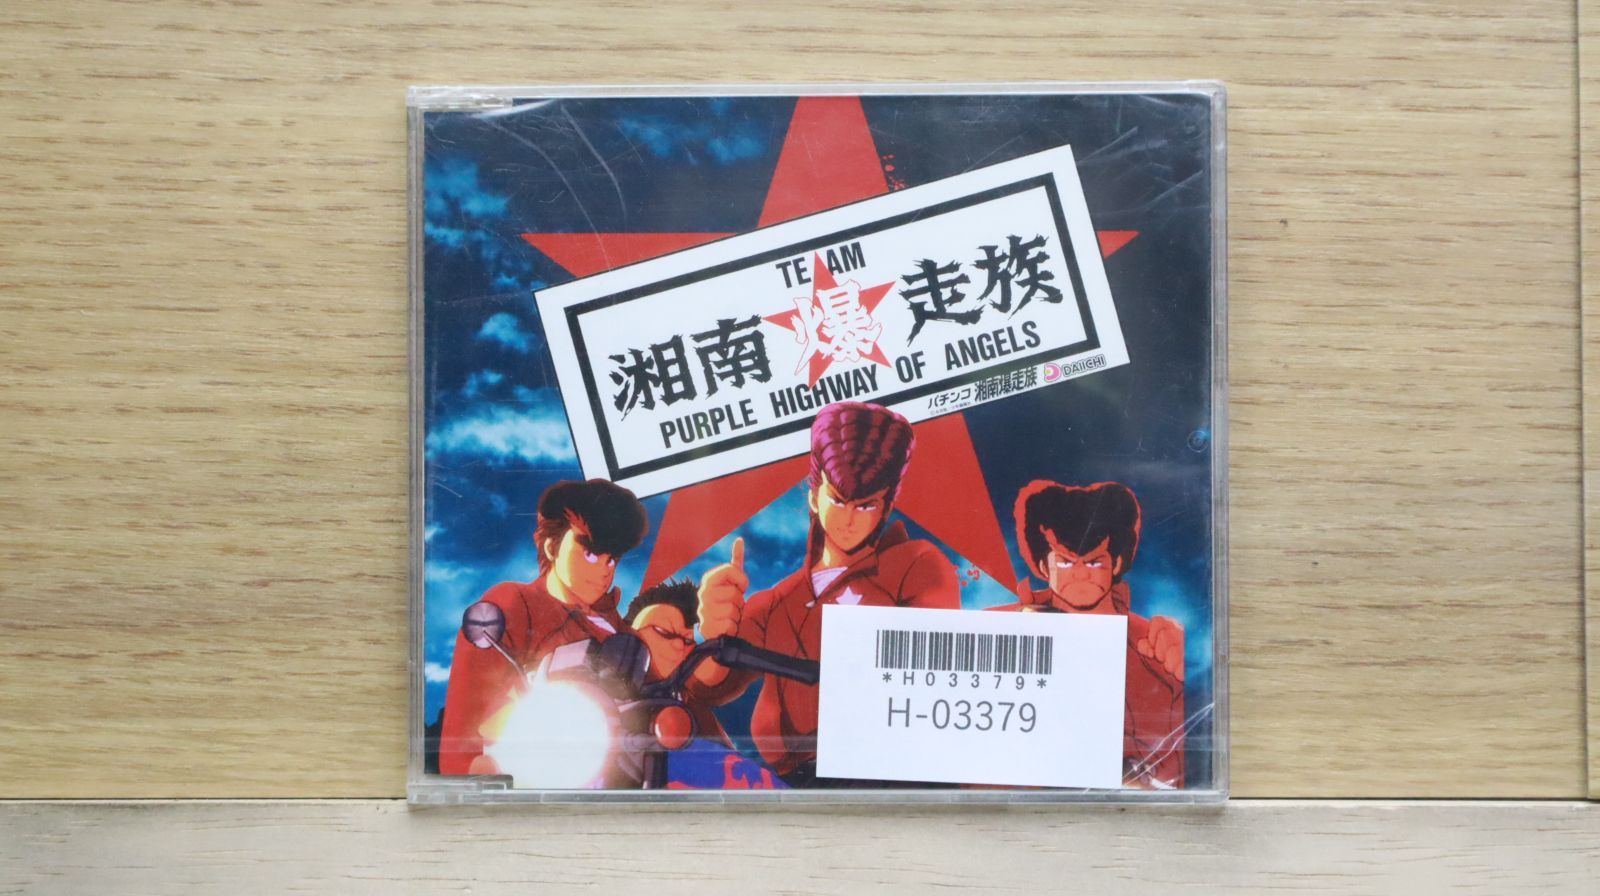 TEAM
湘南爆走族
PURPLE HIGHWAY OF ANGELS
パチンコ 湘南爆走族 DAIICHI
*H03379*
H-03379